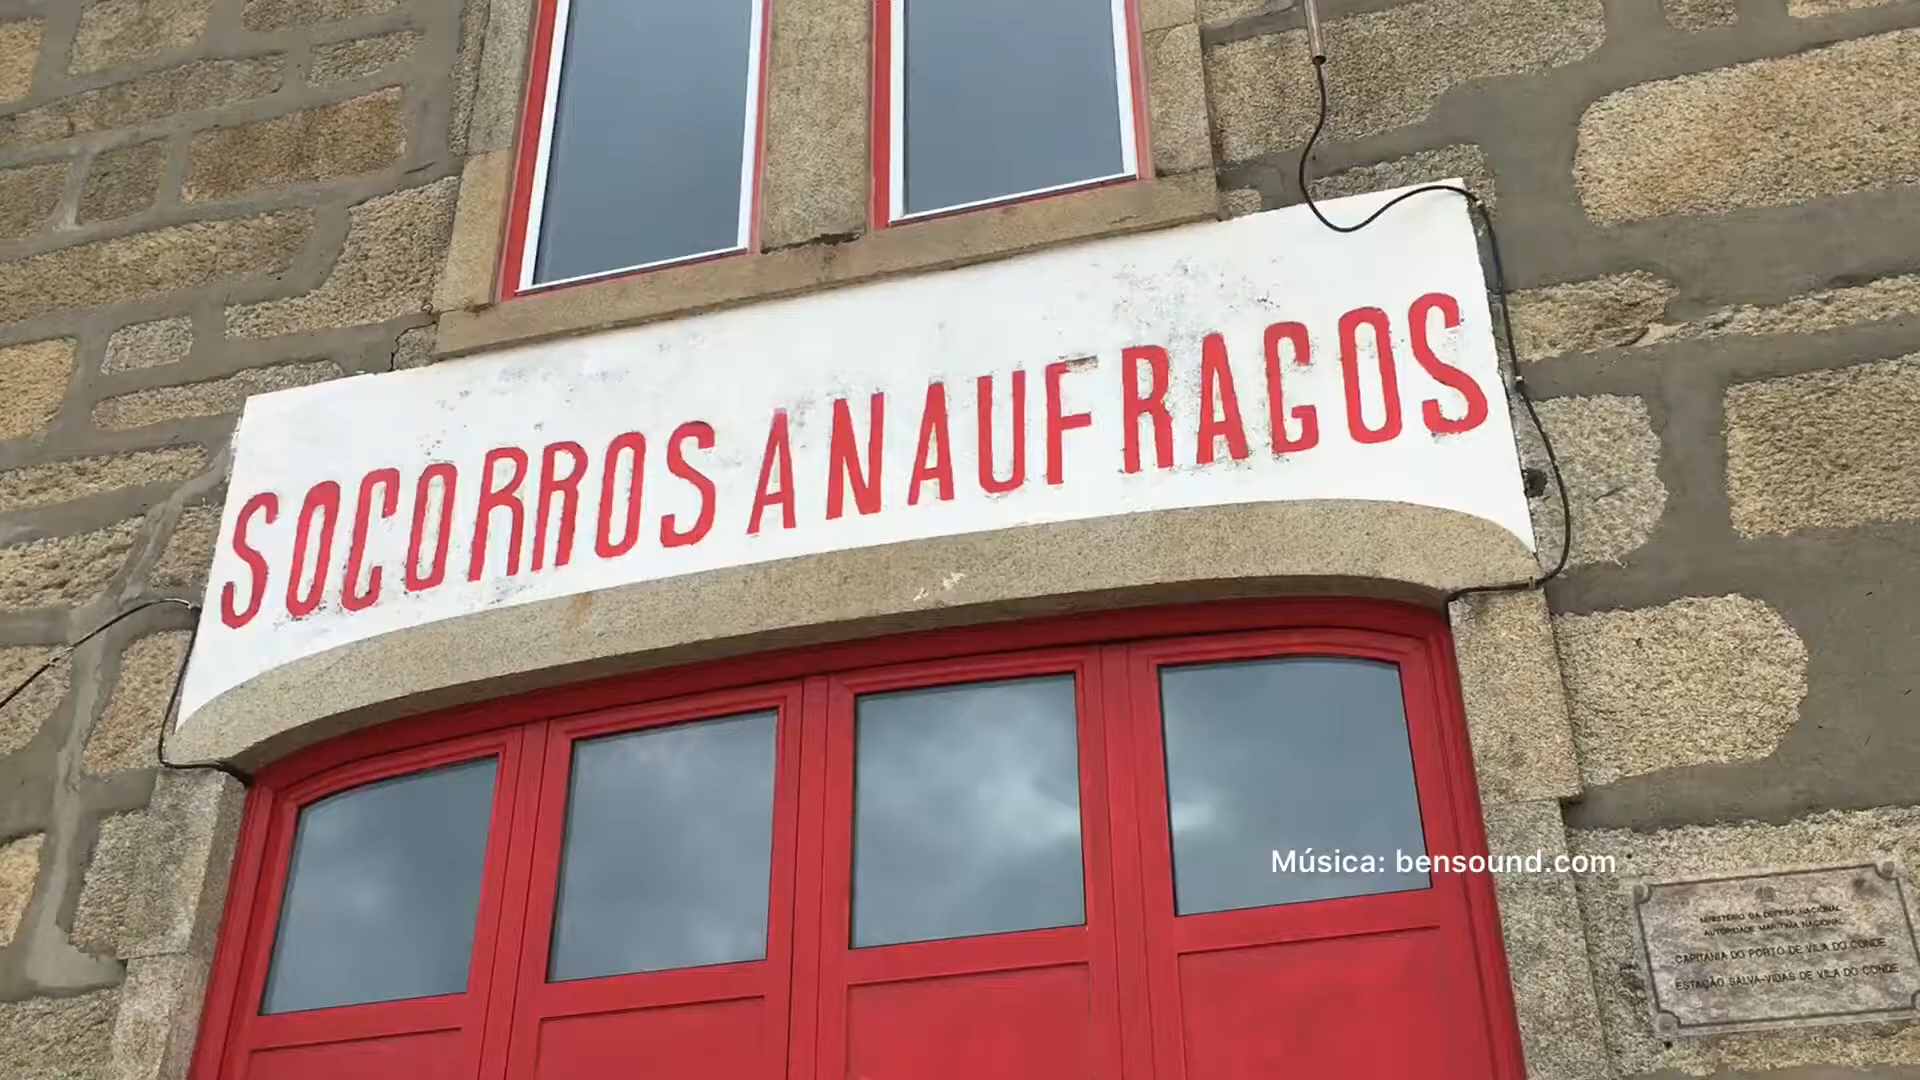 SOCORROS A NAUFRAGOS
Música: bensound.com
MINISTÉRIO DA DEFESA NACIONAL
AUTORIDADE MARÍTIMA NACIONAL
CAPITANIA DO PORTO DE VILA DO CONDE
ESTAÇÃO SALVA-VIDAS DE VILA DO CONDE